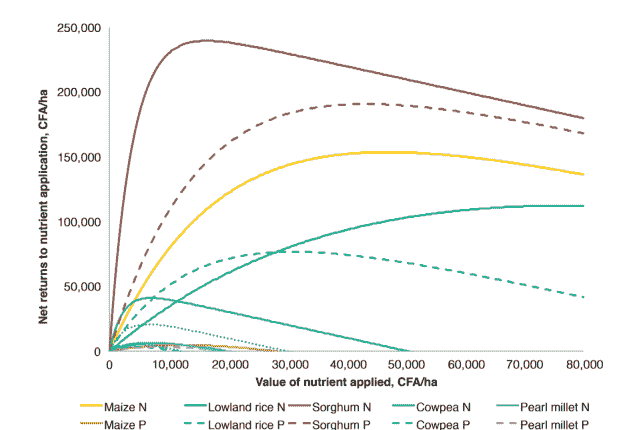 250,000
200,000
150,000
100,000
50,000
0
Net returns to nutrient application, CFA/ha
0 10,000 20,000 30,000 40,000 50,000 60,000 70,000 80,000
Value of nutrient applied, CFA/ha
Maize N Lowland rice N Sorghum N Cowpea N Pearl millet N
Maize P Lowland rice P Sorghum P Cowpea P Pearl millet P